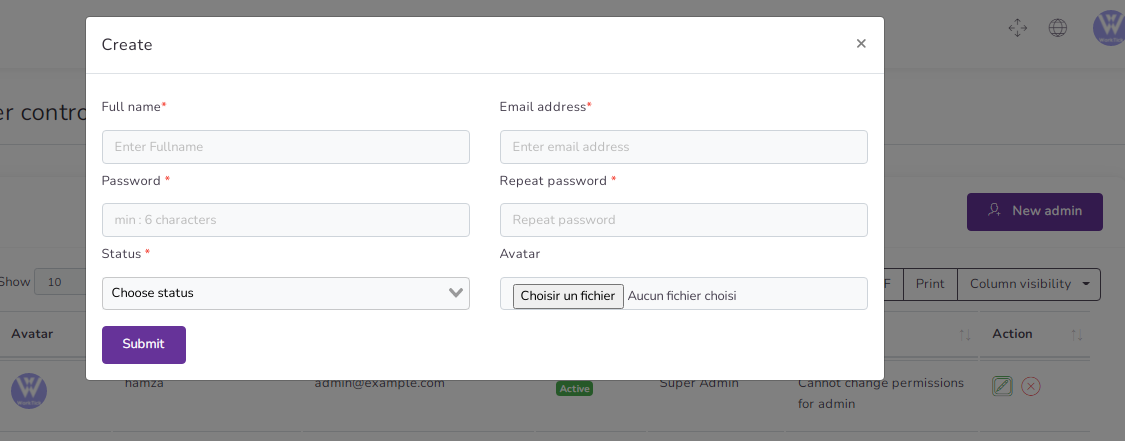 Create ×
er contro
Full name* Email address*
Enter Fullname Enter email address
Password * Repeat password *
min : 6 characters Repeat password
New admin
Status * Avatar
Show 10 F Print Column visibility
Choose status Choisir un fichier Aucun fichier choisi
Avatar Action
Submit
hamza admin@example.com Active Super Admin Cannot change permissions
for admin